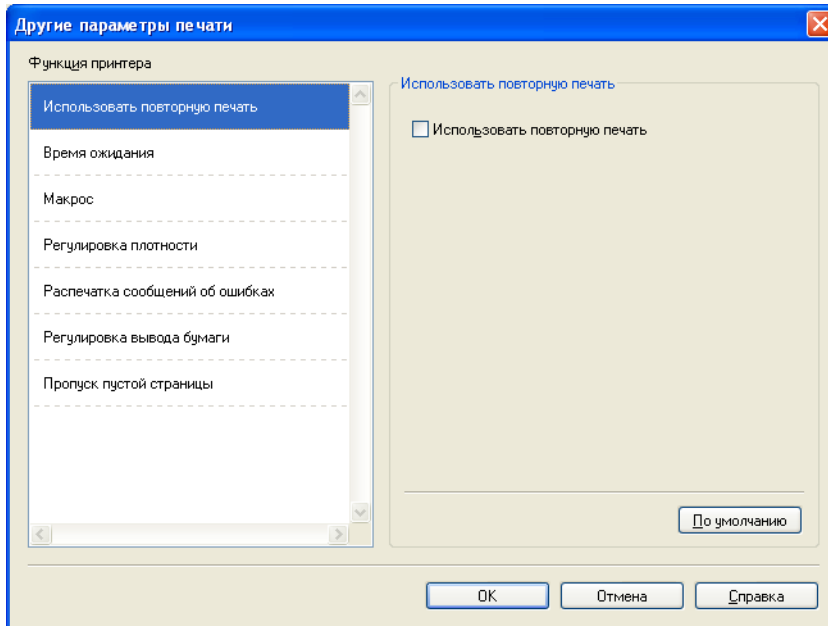 Другие параметры печати
Функция принтера
Использовать повторную печать
Время ожидания
Макрос
Регулировка плотности
Распечатка сообщений об ошибках
Регулировка вывода бумаги
Пропуск пустой страницы
Использовать повторную печать
Использовать повторную печать
По умолчанию
OK
Отмена
Справка